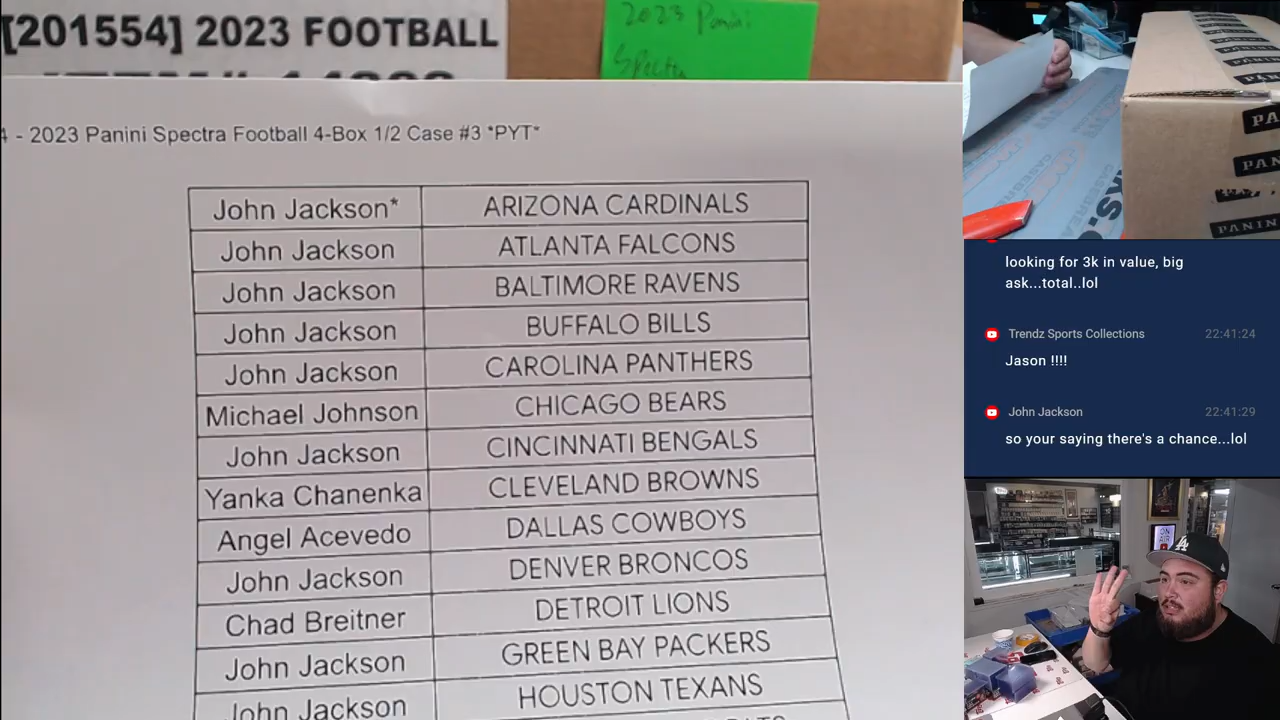 [201554] 2023 FOOTBALL
2023 Panini
Spectra
4 - 2023 Panini Spectra Football 4-Box 1/2 Case #3 *PYT*
John Jackson* ARIZONA CARDINALS
John Jackson ATLANTA FALCONS
John Jackson BALTIMORE RAVENS
John Jackson BUFFALO BILLS
John Jackson CAROLINA PANTHERS
Michael Johnson CHICAGO BEARS
John Jackson CINCINNATI BENGALS
Yanka Chanenka CLEVELAND BROWNS
Angel Acevedo DALLAS COWBOYS
John Jackson DENVER BRONCOS
Chad Breitner DETROIT LIONS
John Jackson GREEN BAY PACKERS
John Jackson HOUSTON TEXANS
PANINI
looking for 3k in value, big
ask...total..lol
Trendz Sports Collections 22:41:24
Jason !!!!
John Jackson 22:41:29
so your saying there's a chance...lol
ON
AIR
LA